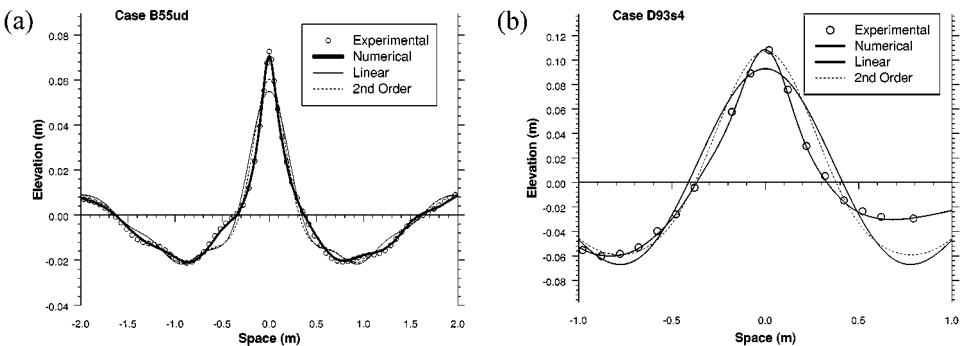 (a)
Case B55ud
Experimental
Numerical
Linear
2nd Order
0.08
0.06
0.04
0.02
0.00
-0.02
-0.04
Elevation (m)
-2.0 -1.5 -1.0 -0.5 0.0 0.5 1.0 1.5 2.0
Space (m)
(b)
Case D93s4
Experimental
Numerical
Linear
2nd Order
0.12
0.10
0.08
0.06
0.04
0.02
0.00
-0.02
-0.04
-0.06
-0.08
Elevation (m)
-1.0 -0.5 0.0 0.5 1.0
Space (m)